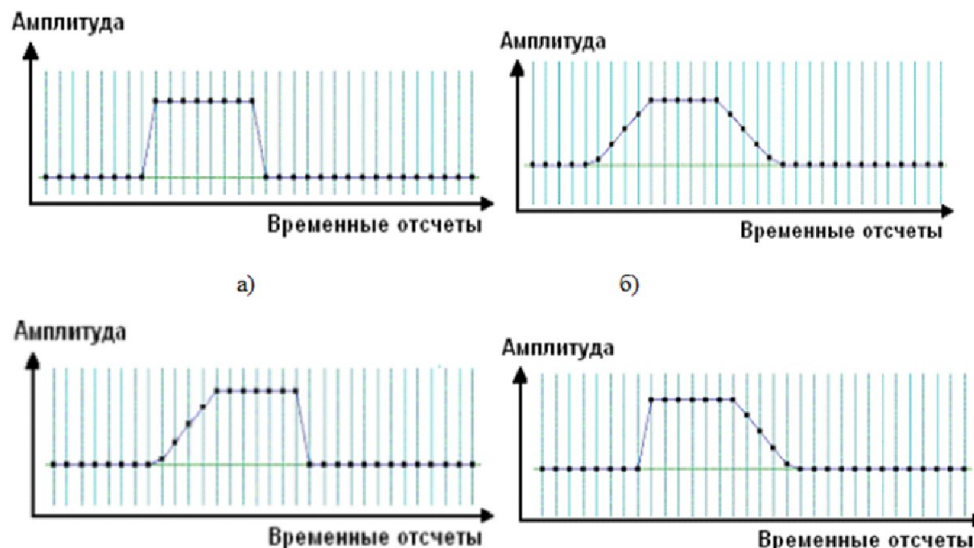 Амплитуда
Временные отсчеты
Амплитуда
Временные отсчеты
а)
б)
Амплитуда
Временные отсчеты
Амплитуда
Временные отсчеты